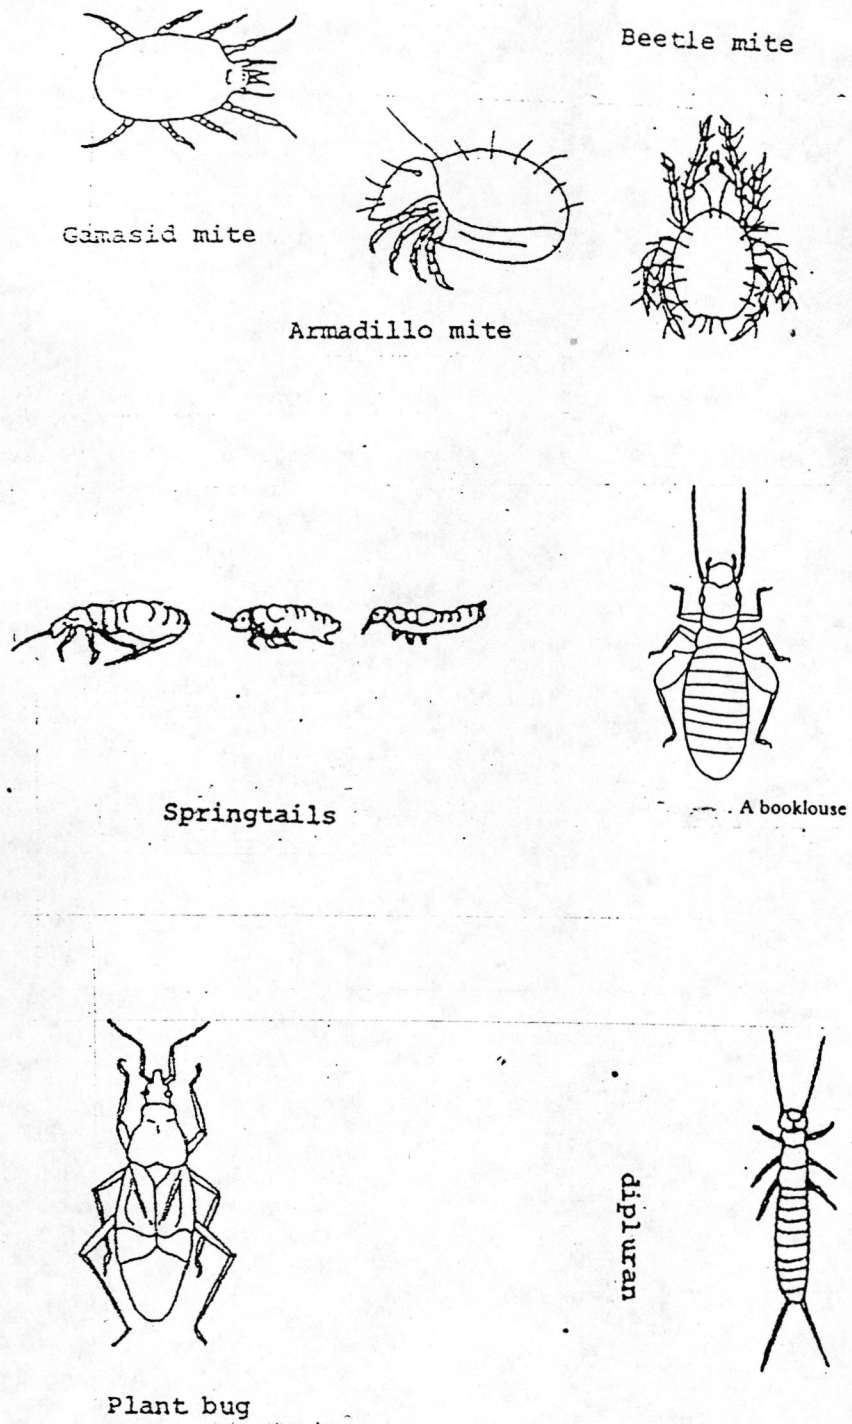 Beetle mite
Gamasid mite
Armadillo mite
Springtails
A booklouse
dipluran
Plant bug